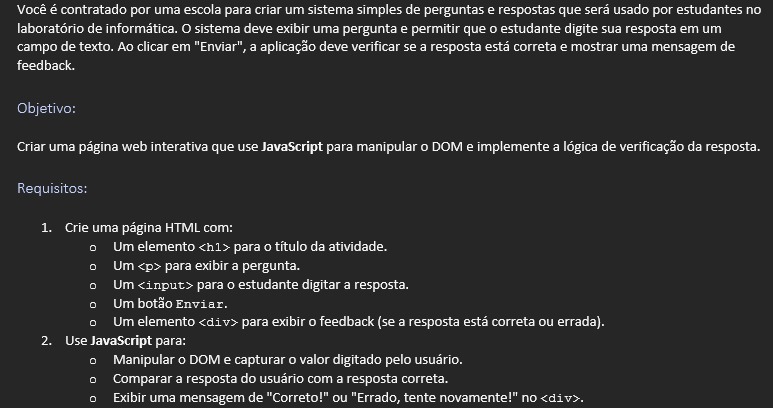 Você é contratado por uma escola para criar um sistema simples de perguntas e respostas que será usado por estudantes no
laboratório de informática. O sistema deve exibir uma pergunta e permitir que o estudante digite sua resposta em um
campo de texto. Ao clicar em "Enviar", a aplicação deve verificar se a resposta está correta e mostrar uma mensagem de
feedback.
Objetivo:
Criar uma página web interativa que use JavaScript para manipular o DOM e implemente a lógica de verificação da resposta.
Requisitos:
1. Crie uma página HTML com:
o Um elemento <h1> para o título da atividade.
o Um <p> para exibir a pergunta.
o Um <input> para o estudante digitar a resposta.
o Um botão Enviar.
o Um elemento <div> para exibir o feedback (se a resposta está correta ou errada).
2. Use JavaScript para:
o Manipular o DOM e capturar o valor digitado pelo usuário.
o Comparar a resposta do usuário com a resposta correta.
o Exibir uma mensagem de "Correto!" ou "Errado, tente novamente!" no <div>.